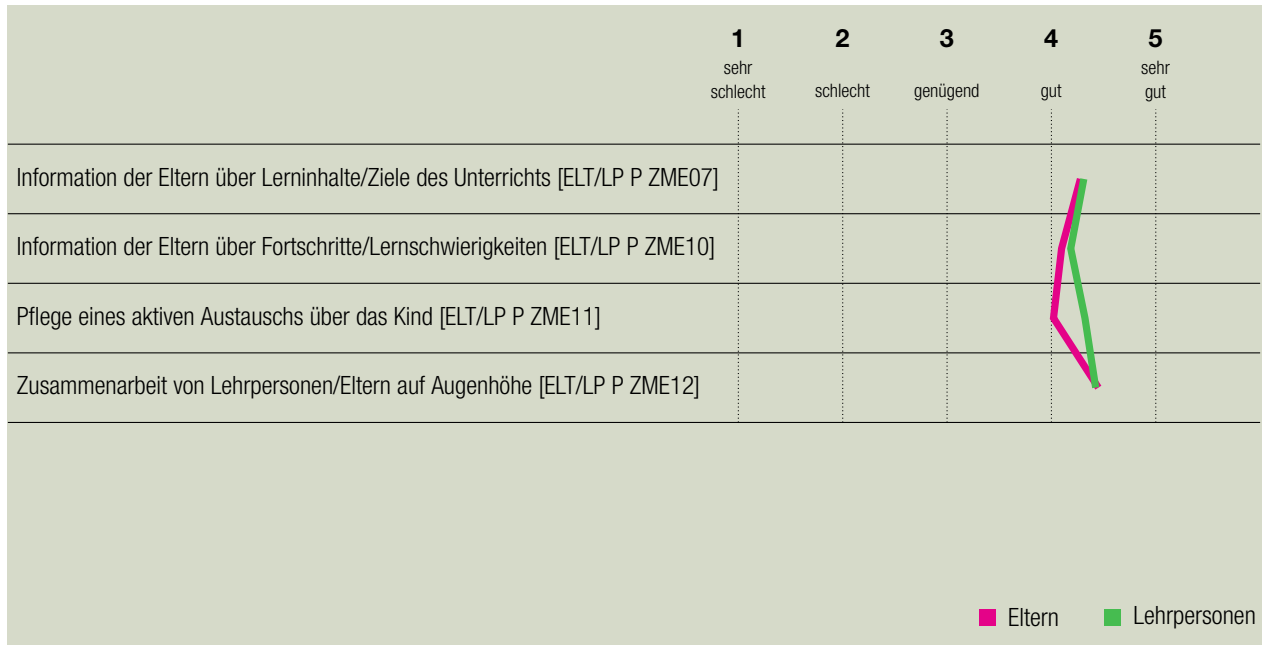 1 2 3 4 5
sehr schlecht schlecht genügend gut sehr gut
Information der Eltern über Lerninhalte/Ziele des Unterrichts [ELT/LP P ZME07]
Information der Eltern über Fortschritte/Lernschwierigkeiten [ELT/LP P ZME10]
Pflege eines aktiven Austauschs über das Kind [ELT/LP P ZME11]
Zusammenarbeit von Lehrpersonen/Eltern auf Augenhöhe [ELT/LP P ZME12]
Eltern Lehrpersonen